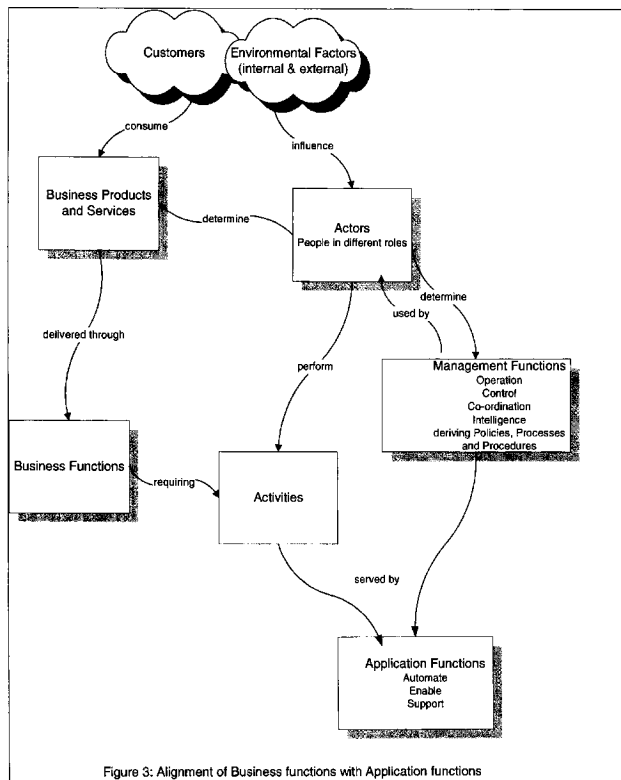 Customers
Environmental Factors
(internal & external)
consume
influence
Business Products
and Services
determine
Actors
People in different roles
determine
used by
delivered through
perform
Management Functions
Operation
Control
Co-ordination
Intelligence
deriving Policies, Processes
and Procedures
Business Functions
requiring
Activities
served by
Application Functions
Automate
Enable
Support
Figure 3: Alignment of Business functions with Application functions